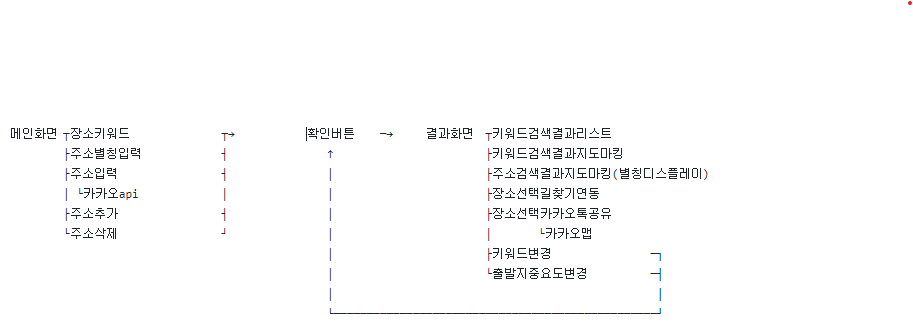 메인화면 ┬장소키워드 ┬→ 확인버튼 ─→ 결과화면 ┬키워드검색결과리스트
├주소별칭입력 ┤ ↑ ├키워드검색결과지도마킹
├주소입력 ┤ │ ├주소검색결과지도마킹(별칭디스플레이)
│ └카카오api │ │ ├장소선택길찾기연동
├주소추가 ┤ │ ├장소선택카카오톡공유
└주소삭제 ┘ │ │ └카카오맵
│ ├키워드변경 ─┐
│ └출발지중요도변경 ─┤